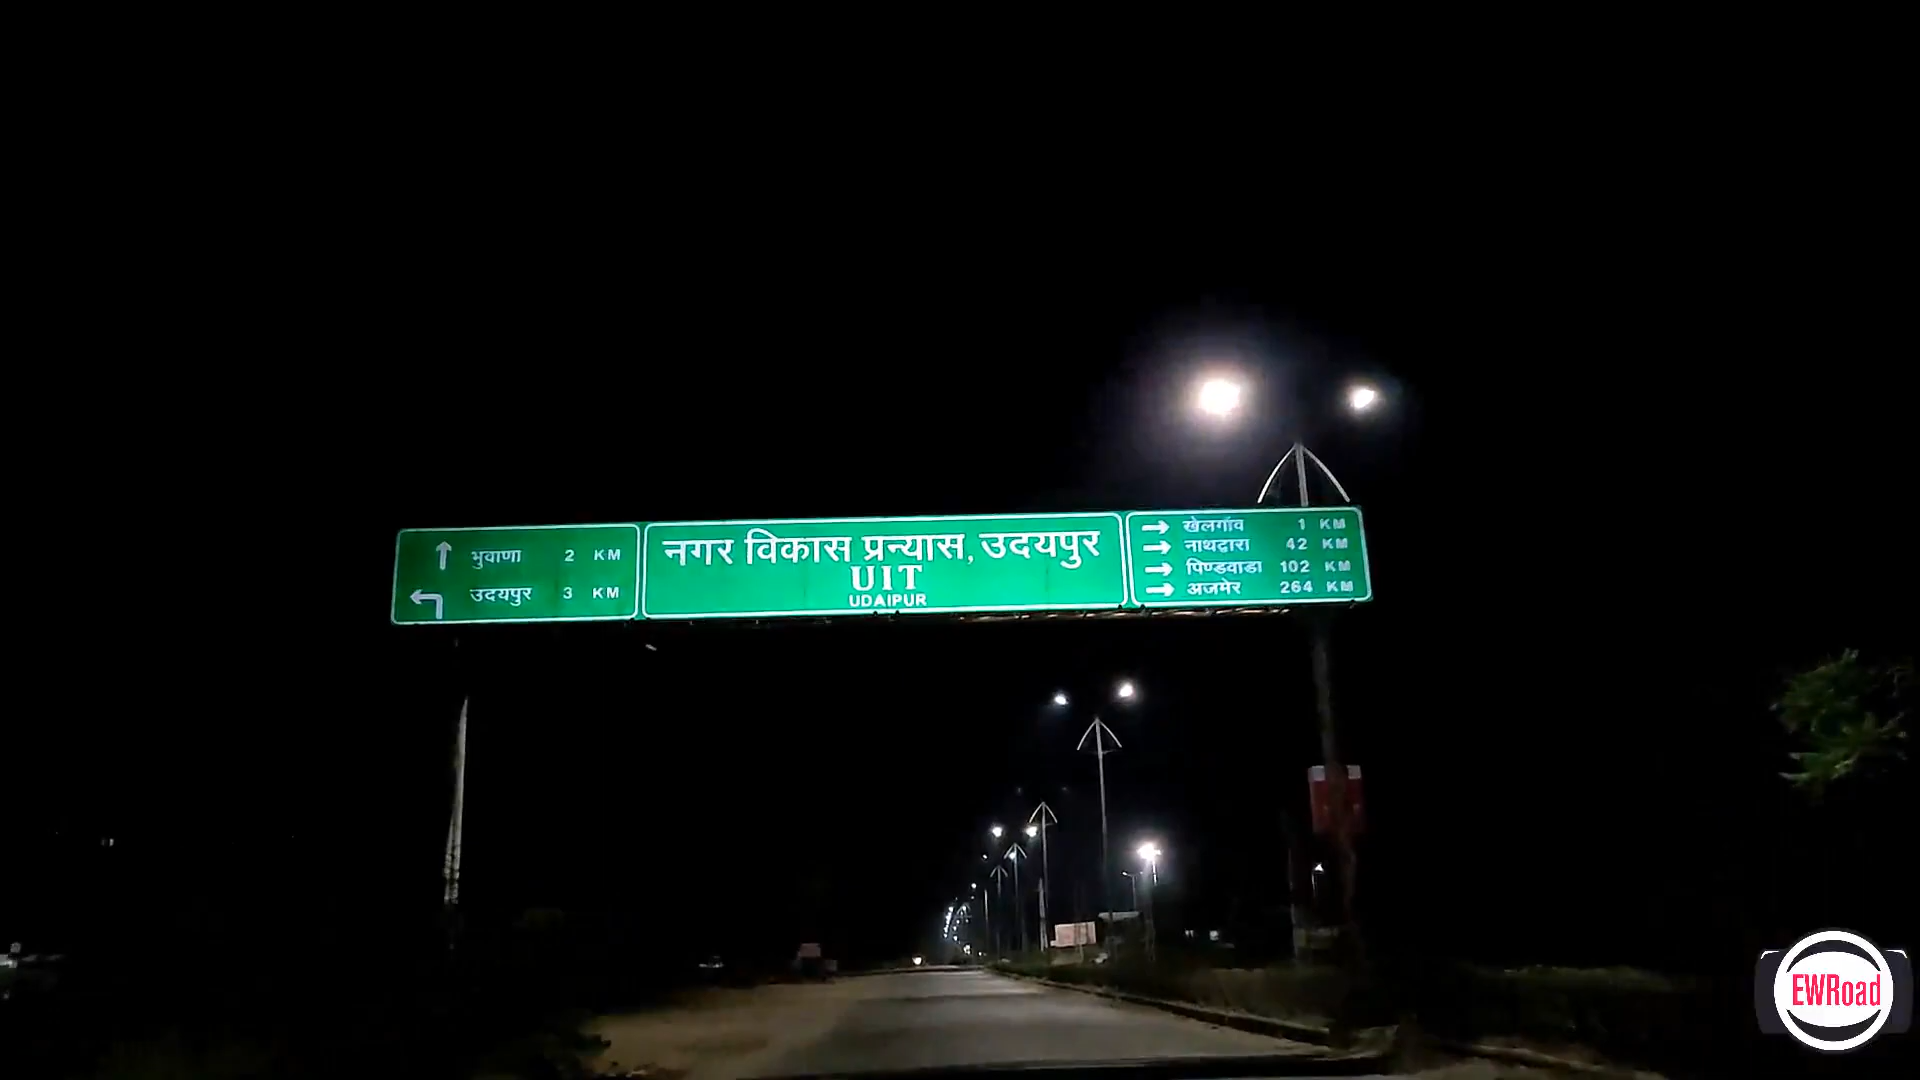 भुवाणा 2 KM
उदयपुर 3 KM
नगर विकास प्रन्यास, उदयपुर
UIT
UDAIPUR
खेलगाँव 1 KM
नाथद्वारा 42 KM
पिण्डवाडा 102 KM
अजमेर 264 KM
EWRoad